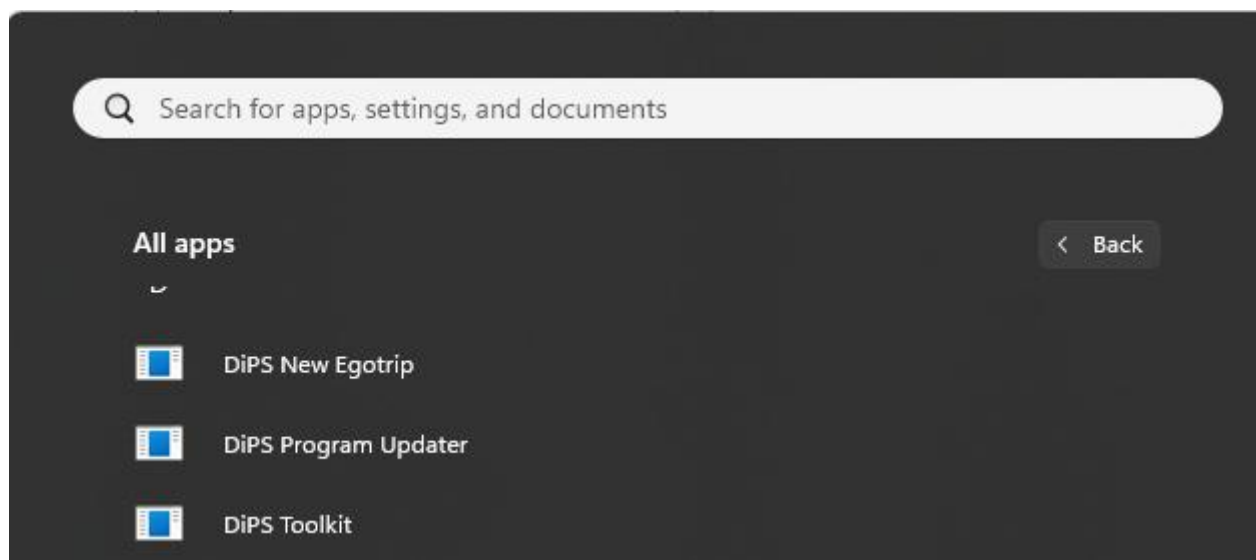 Search for apps, settings, and documents
All apps
Back
DiPS New Egotrip
DiPS Program Updater
DiPS Toolkit